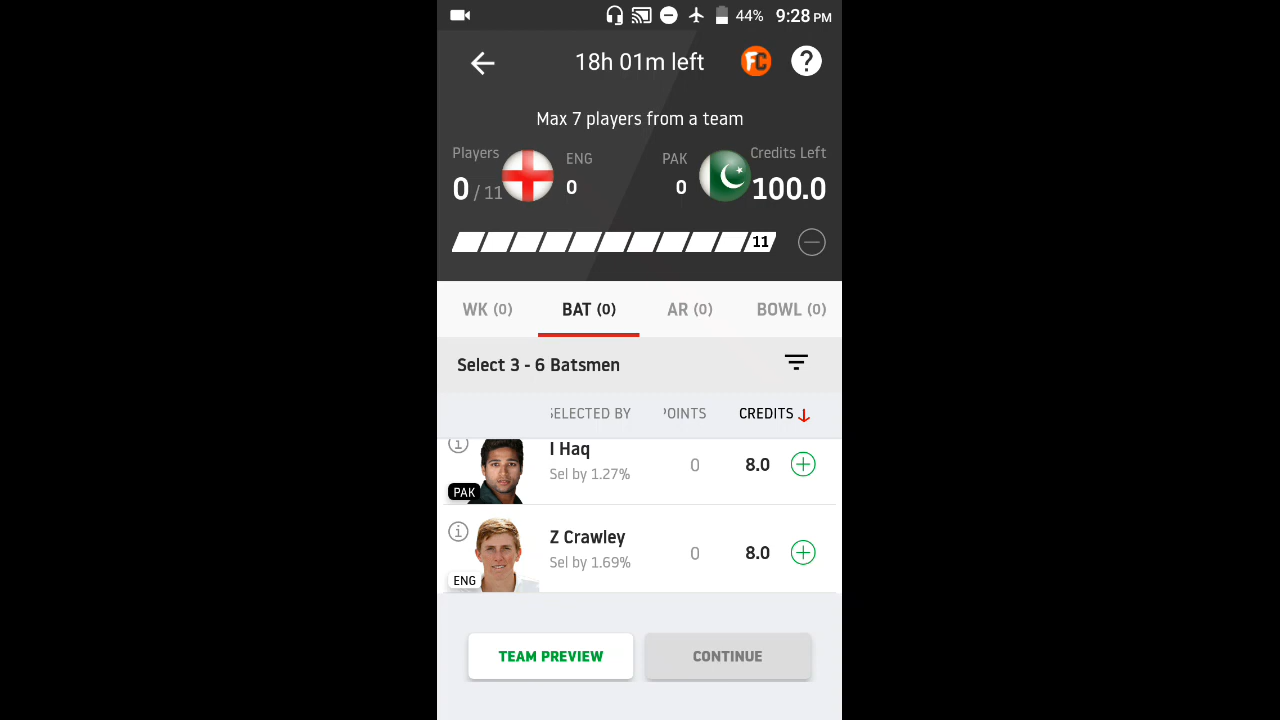 44% 9:28 PM
18h 01m left FC ?
Max 7 players from a team
Players ENG PAK Credits Left
0 / 11 0 0 100.0
11
WK (0) BAT (0) AR (0) BOWL (0)
Select 3 - 6 Batsmen
SELECTED BY POINTS CREDITS
i I Haq
Sel by 1.27% 0 8.0
PAK
i Z Crawley
Sel by 1.69% 0 8.0
ENG
TEAM PREVIEW CONTINUE